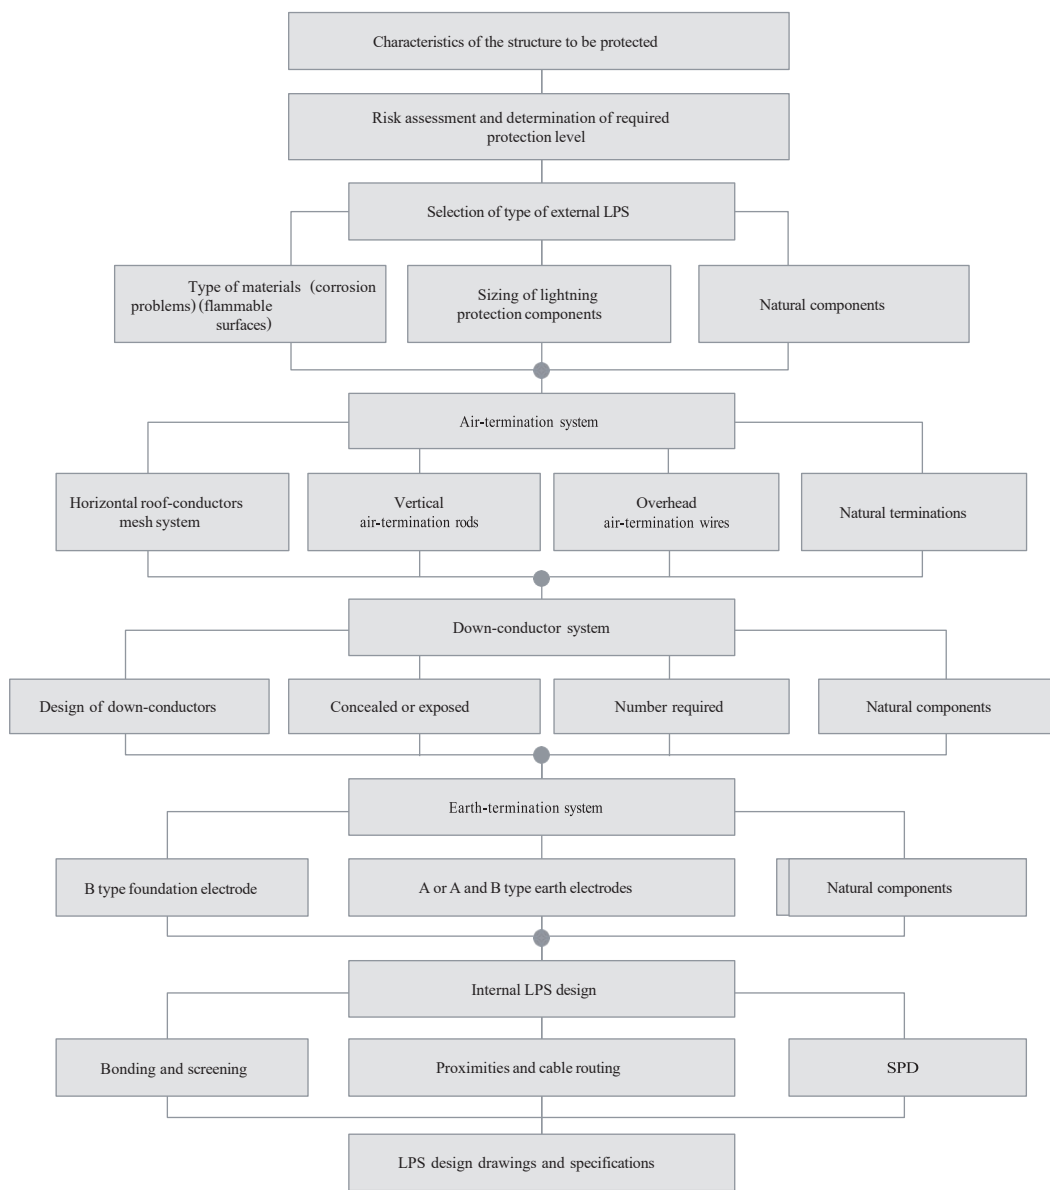 Characteristics of the structure to be protected
Risk assessment and determination of required
protection level
Selection of type of external LPS
Type of materials (corrosion
problems) (flammable
surfaces)
Sizing of lightning
protection components
Natural components
Air-termination system
Horizontal roof-conductors
mesh system
Vertical
air-termination rods
Overhead
air-termination wires
Natural terminations
Down-conductor system
Design of down-conductors
Concealed or exposed
Number required
Natural components
Earth-termination system
B type foundation electrode
A or A and B type earth electrodes
Natural components
Internal LPS design
Bonding and screening
Proximities and cable routing
SPD
LPS design drawings and specifications